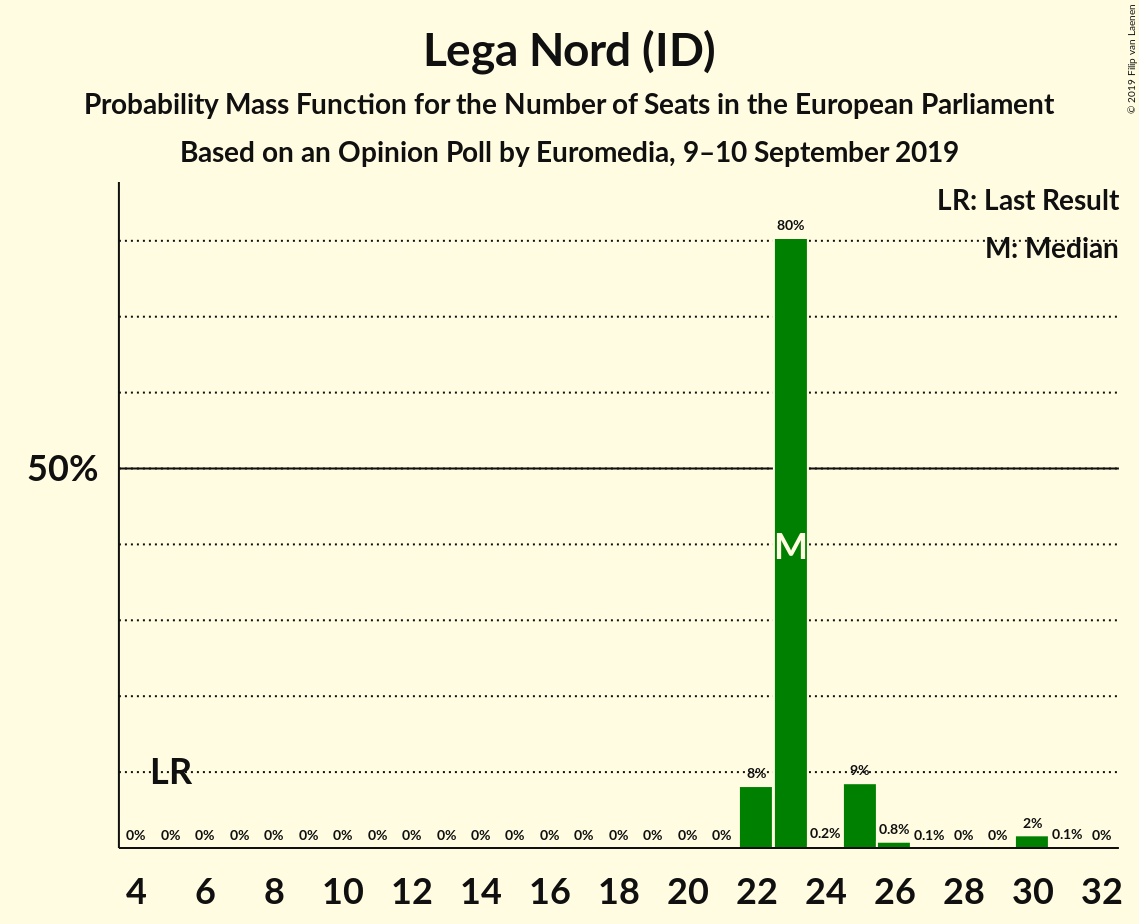 Lega Nord (ID)
Probability Mass Function for the Number of Seats in the European Parliament
Based on an Opinion Poll by Euromedia, 9–10 September 2019
© 2019 Filip van Laenen
LR: Last Result
M: Median
80%
50%
M
LR
8%
9%
0% 0% 0% 0% 0% 0% 0% 0% 0% 0% 0% 0% 0% 0% 0% 0% 0% 0% 0.2% 0.8% 0.1% 0% 0% 2% 0.1% 0%
4 6 8 10 12 14 16 18 20 22 24 26 28 30 32